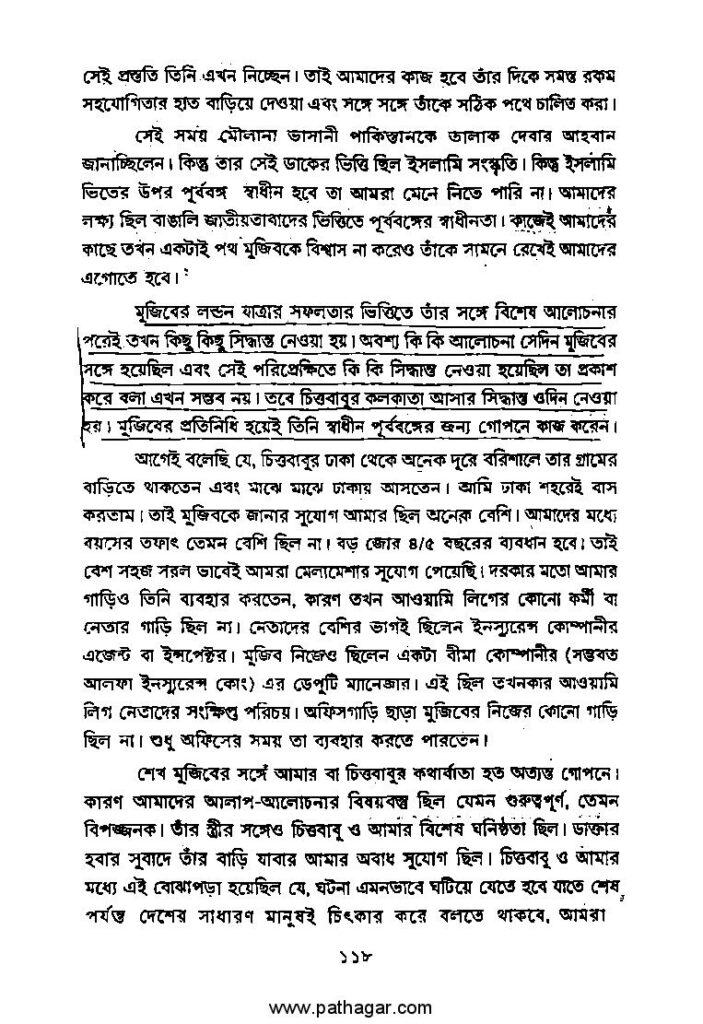 সেই প্রস্তুতি তিনি এখন নিচ্ছেন। তাই আমাদের কাজ হবে তাঁর দিকে সমস্ত রকম
সহযোগিতার হাত বাড়িয়ে দেওয়া এবং সঙ্গে সঙ্গে তাঁকে সঠিক পথে চালিত করা।
সেই সময় মৌলানা ভাসানী পাকিস্তানকে তালাক দেবার আহবান
জানাচ্ছিলেন। কিন্তু তার সেই ডাকের ভিত্তি ছিল ইসলামি সংস্কৃতি। কিন্তু ইসলামি
ভিতের উপর পূর্ববঙ্গ স্বাধীন হবে তা আমরা মেনে নিতে পারি না। আমাদের
লক্ষ্য ছিল বাঙালি জাতীয়তাবাদের ভিত্তিতে পূর্ববঙ্গের স্বাধীনতা। কাজেই আমাদের
কাছে তখন একটাই পথ মুজিবকে বিশ্বাস না করেও তাঁকে সামনে রেখেই আমাদের
এগোতে হবে।
মুজিবের লন্ডন যাত্রার সফলতার ভিত্তিতে তাঁর সঙ্গে বিশেষ আলোচনার
পরেই তখন কিছু কিছু সিদ্ধান্ত নেওয়া হয়। অবশ্য কি কি আলোচনা সেদিন মুজিবের
সঙ্গে হয়েছিল এবং সেই পরিপ্রেক্ষিতে কি কি সিদ্ধান্ত নেওয়া হয়েছিল তা প্রকাশ
করে বলা এখন সম্ভব নয়। তবে চিত্তবাবুর কলকাতা আসার সিদ্ধান্ত ওদিন নেওয়া
হয়। মুজিবের প্রতিনিধি হয়েই তিনি স্বাধীন পূর্ববঙ্গের জন্য গোপনে কাজ করেন।
আগেই বলেছি যে, চিত্তবাবুর ঢাকা থেকে অনেক দূরে বরিশালে তার গ্রামের
বাড়িতে থাকতেন এবং মাঝে মাঝে ঢাকায় আসতেন। আমি ঢাকা শহরেই বাস
করতাম। তাই মুজিবকে জানার সুযোগ আমার ছিল অনেক বেশি। আমাদের মধ্যে
বয়সের তফাৎ তেমন বেশি ছিল না। বড় জোর ৪/৫ বছরের ব্যবধান হবে। তাই
বেশ সহজ সরল ভাবেই আমরা মেলামেশার সুযোগ পেয়েছি। দরকার মতো আমার
গাড়িও তিনি ব্যবহার করতেন, কারণ তখন আওয়ামি লিগের কোনো কর্মী বা
নেতার গাড়ি ছিল না। নেতাদের বেশির ভাগই ছিলেন ইনস্যুরেন্স কোম্পানীর
এজেন্ট বা ইন্সপেক্টর। মুজিব নিজেও ছিলেন একটা বীমা কোম্পানীর (সম্ভবত
আলফা ইনস্যুরেন্স কোং) এর ডেপুটি ম্যানেজার। এই ছিল তখনকার আওয়ামি
লিগ নেতাদের সংক্ষিপ্ত পরিচয়। অফিসগাড়ি ছাড়া মুজিবের নিজের কোনো গাড়ি
ছিল না। শুধু অফিসের সময় তা ব্যবহার করতে পারতেন।
শেখ মুজিবের সঙ্গে আমার বা চিত্তবাবুর কথাবার্তা হত অত্যন্ত গোপনে।
কারণ আমাদের আলাপ-আলোচনার বিষয়বস্তু ছিল যেমন গুরুত্বপূর্ণ, তেমন
বিপজ্জনক। তাঁর স্ত্রীর সঙ্গেও চিত্তবাবু ও আমার বিশেষ ঘনিষ্ঠতা ছিল। ডাক্তার
হবার সুবাদে তাঁর বাড়ি যাবার আমার অবাধ সুযোগ ছিল। চিত্তবাবু ও আমার
মধ্যে এই বোঝাপড়া হয়েছিল যে, ঘটনা এমনভাবে ঘটিয়ে যেতে হবে যাতে শেষ
পর্যন্ত দেশের সাধারণ মানুষই চিৎকার করে বলতে থাকবে, আমরা
১১৮
www.pathagar.com